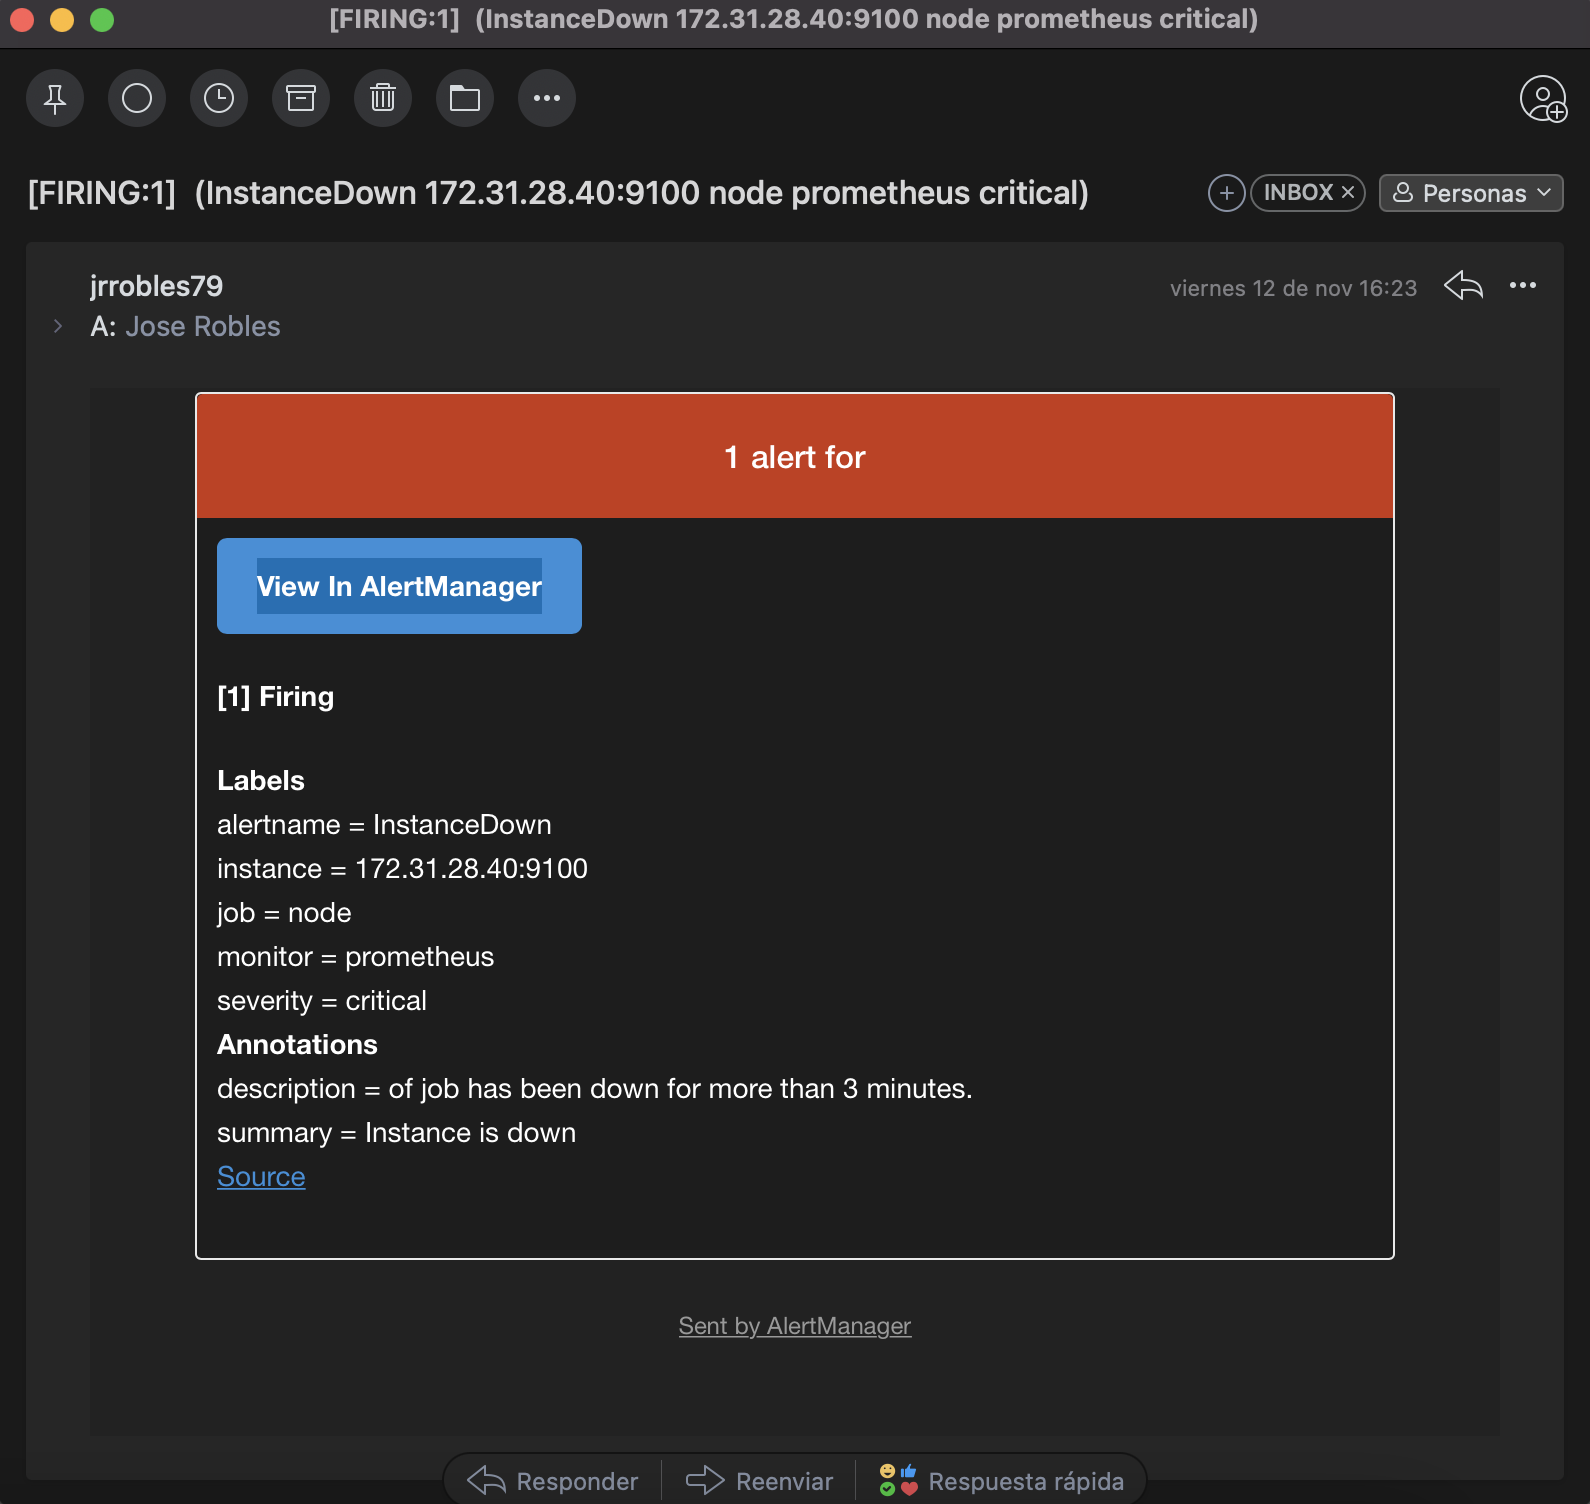 [FIRING:1] (InstanceDown 172.31.28.40:9100 node prometheus critical)
[FIRING:1] (InstanceDown 172.31.28.40:9100 node prometheus critical)
INBOX
Personas
jrrobles79
viernes 12 de nov 16:23
A: Jose Robles
1 alert for
View In AlertManager
[1] Firing
Labels
alertname = InstanceDown
instance = 172.31.28.40:9100
job = node
monitor = prometheus
severity = critical
Annotations
description = of job has been down for more than 3 minutes.
summary = Instance is down
Source
Sent by AlertManager
Responder
Reenviar
Respuesta rápida